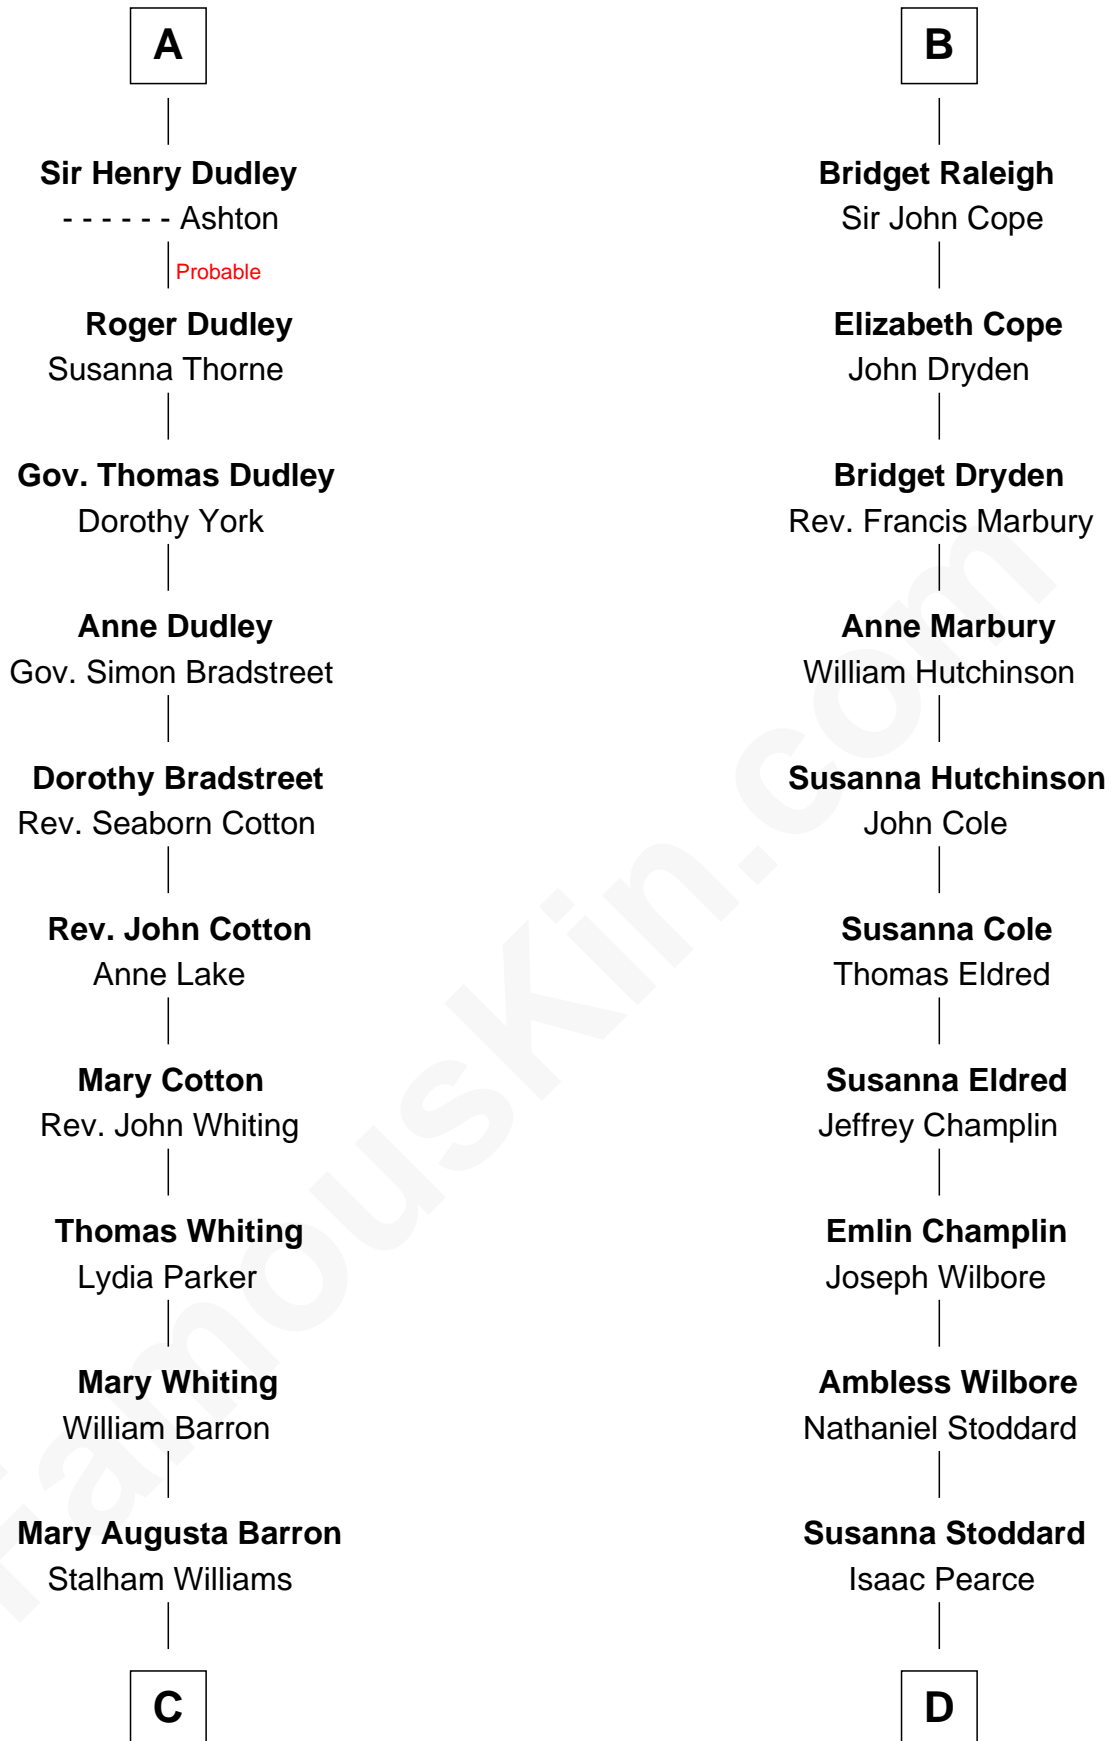 A
Sir Henry Dudley
- - - - - - Ashton
Probable
Roger Dudley
Susanna Thorne
Gov. Thomas Dudley
Dorothy York
Anne Dudley
Gov. Simon Bradstreet
Dorothy Bradstreet
Rev. Seaborn Cotton
Rev. John Cotton
Anne Lake
Mary Cotton
Rev. John Whiting
Thomas Whiting
Lydia Parker
Mary Whiting
William Barron
Mary Augusta Barron
Stalham Williams
C
B
Bridget Raleigh
Sir John Cope
Elizabeth Cope
John Dryden
Bridget Dryden
Rev. Francis Marbury
Anne Marbury
William Hutchinson
Susanna Hutchinson
John Cole
Susanna Cole
Thomas Eldred
Susanna Eldred
Jeffrey Champlin
Emlin Champlin
Joseph Wilbore
Ambless Wilbore
Nathaniel Stoddard
Susanna Stoddard
Isaac Pearce
D
FamousKin.com